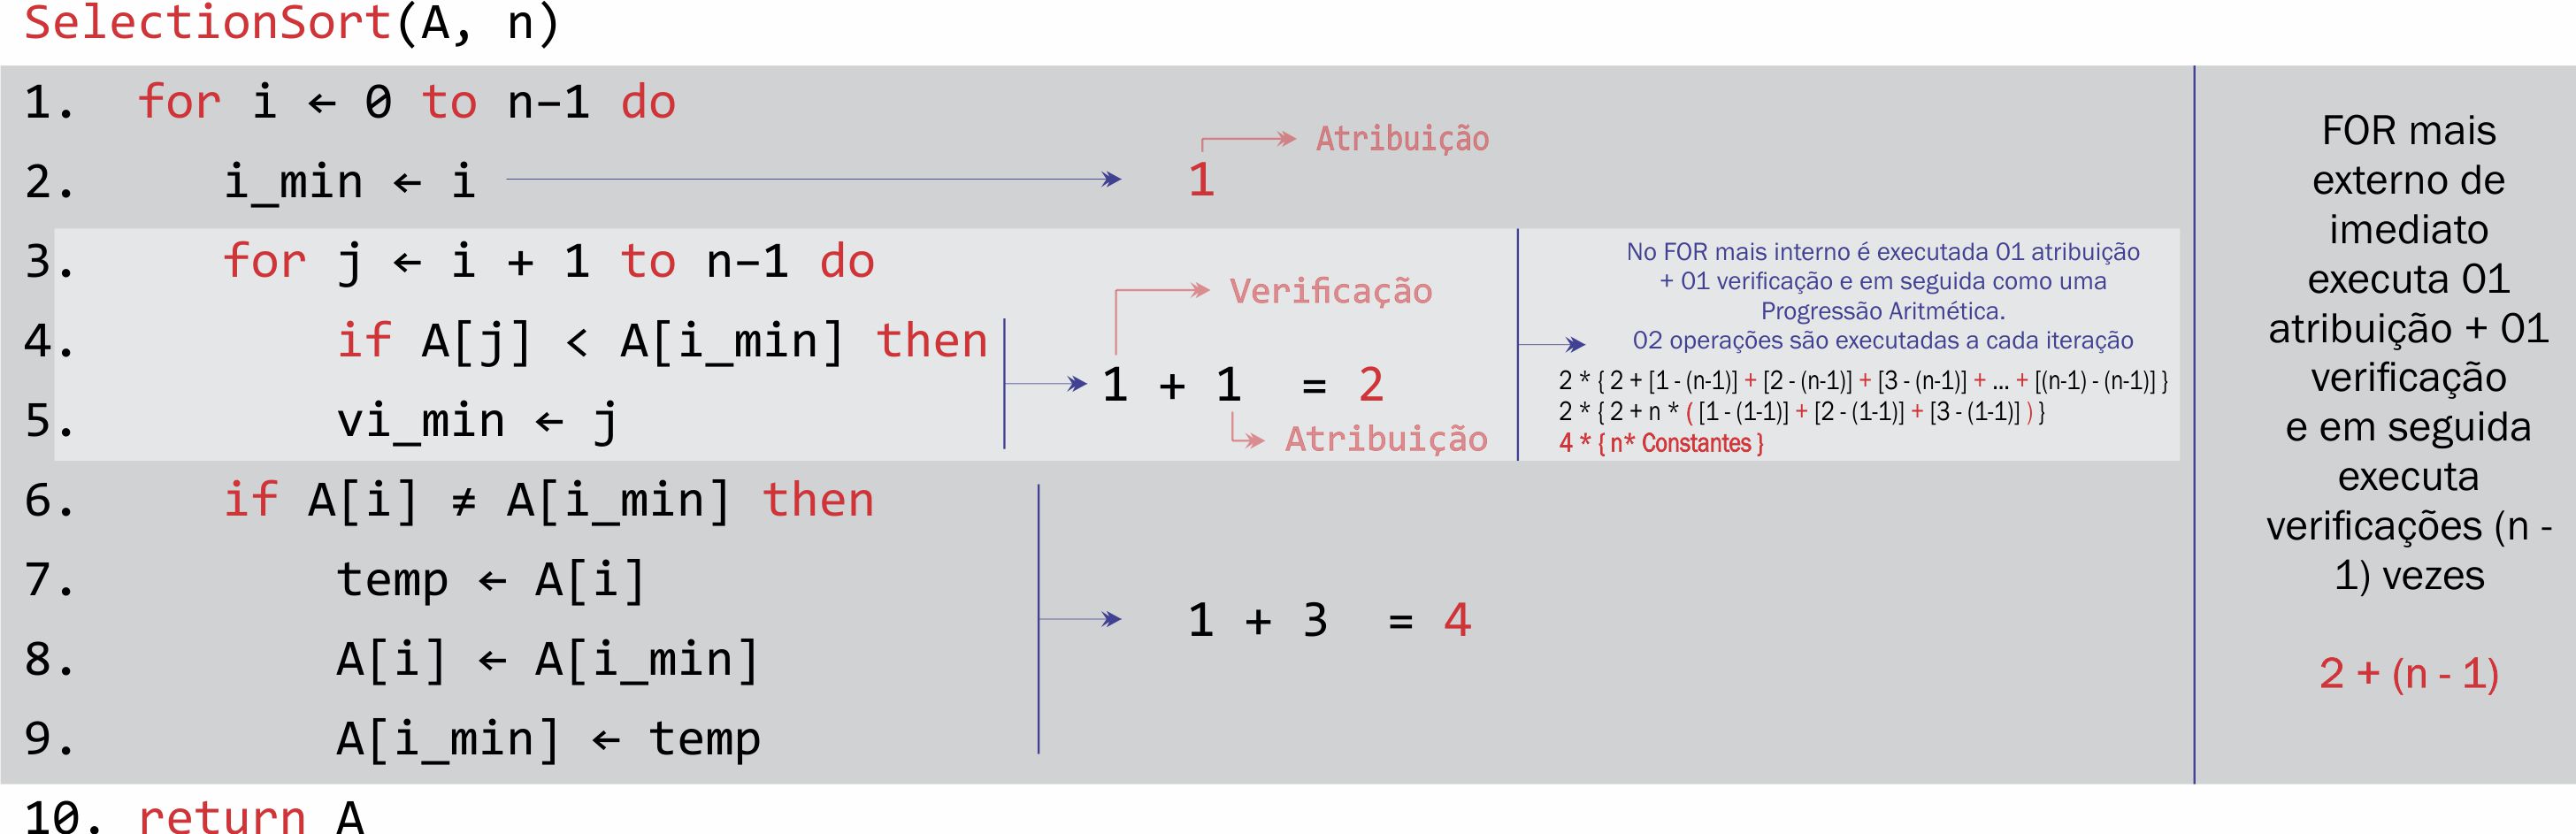 SelectionSort(A, n)
1. for i ← 0 to n−1 do
2. i_min ← i
1
Atribuição
3. for j ← i + 1 to n−1 do
4. if A[j] < A[i_min] then
5. vi_min ← j
Verificação
1 + 1 = 2
Atribuição
No FOR mais interno é executada 01 atribuição
+ 01 verificação e em seguida como uma
Progressão Aritmética.
02 operações são executadas a cada iteração
2 * { 2 + [1 - (n-1)] + [2 - (n-1)] + [3 - (n-1)] + ... + [(n-1) - (n-1)] }
2 * { 2 + n * ( [1 - (1-1)] + [2 - (1-1)] + [3 - (1-1)] ) }
4 * { n* Constantes }
6. if A[i] ≠ A[i_min] then
7. temp ← A[i]
8. A[i] ← A[i_min]
9. A[i_min] ← temp
1 + 3 = 4
10. return A
FOR mais
externo de
imediato
executa 01
atribuição + 01
verificação
e em seguida
executa
verificações (n -
1) vezes
2 + (n - 1)